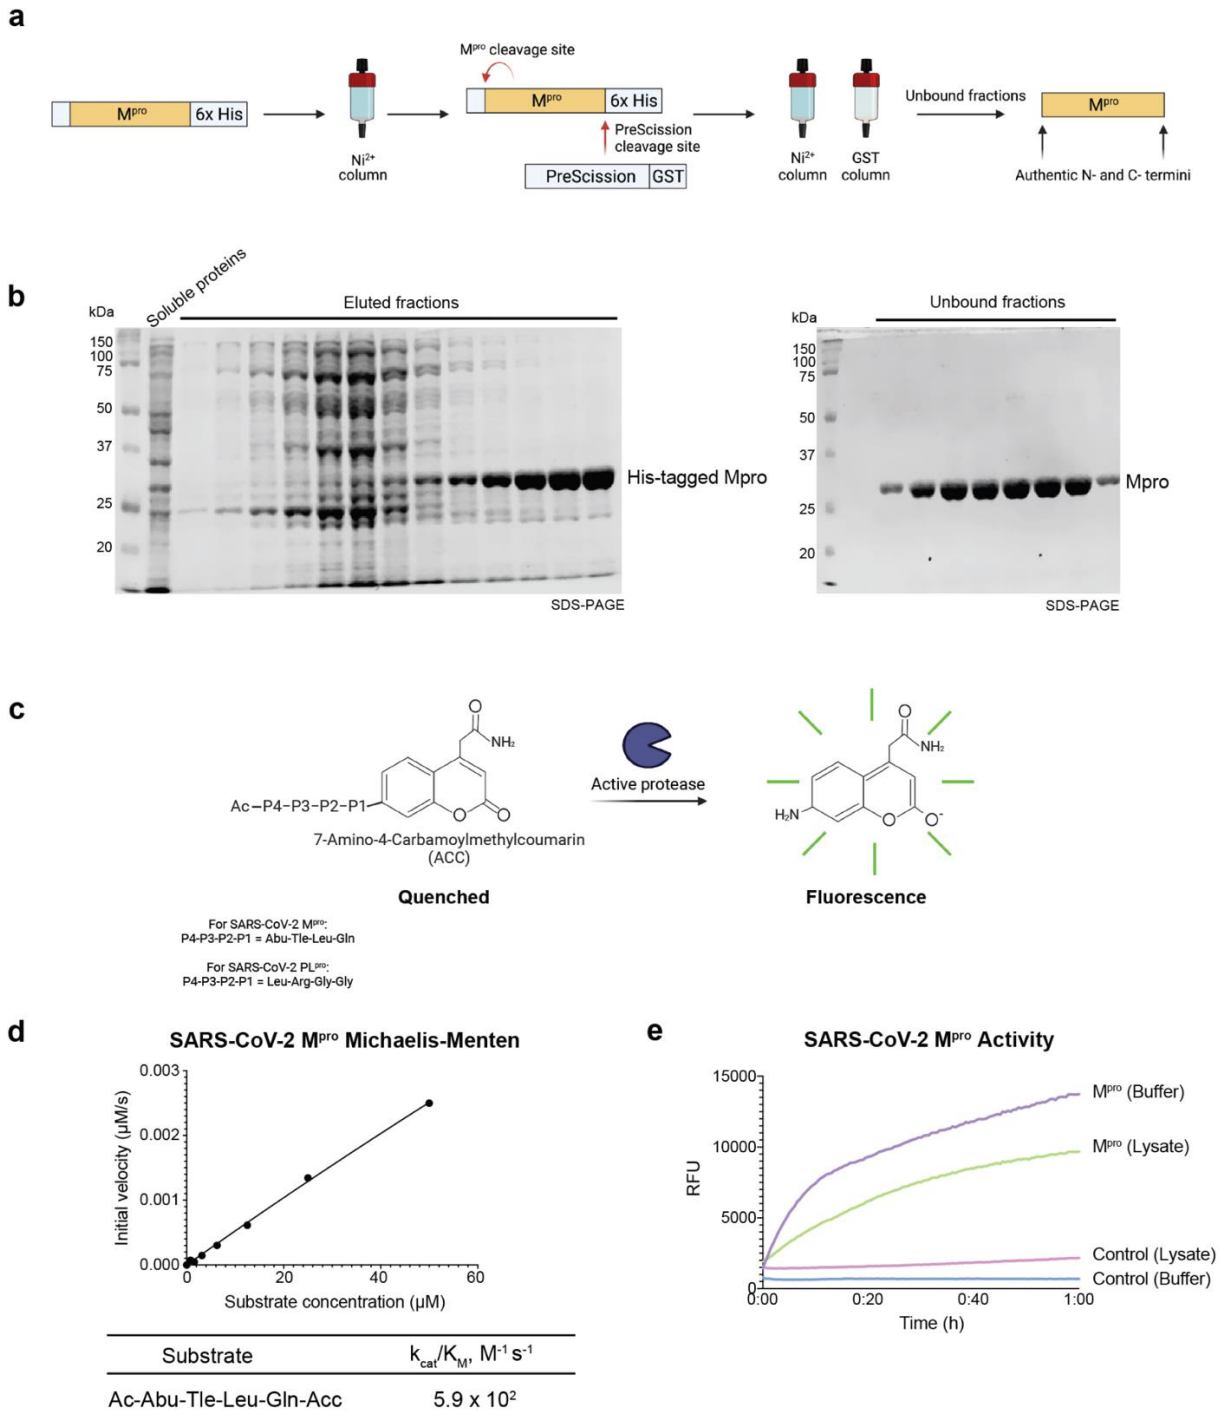 a
Mpro cleavage site
Mpro 6x His
Ni2+
column
Mpro 6x His
PreScission
cleavage site
PreScission GST
Ni2+
column
GST
column
Unbound fractions
Mpro
Authentic N- and C- termini
b
kDa
Soluble proteins
Eluted fractions
150
100
75
50
37
25
20
His-tagged Mpro
SDS-PAGE
kDa
Unbound fractions
150
100
75
50
37
25
20
Mpro
SDS-PAGE
c
O
NH2
Ac–P4–P3–P2–P1
O O
7-Amino-4-Carbamoylmethylcoumarin
(ACC)
Quenched
Active protease
O
NH2
H2N
O O-
Fluorescence
For SARS-CoV-2 Mpro:
P4-P3-P2-P1 = Abu-Tle-Leu-Gln
For SARS-CoV-2 PLpro:
P4-P3-P2-P1 = Leu-Arg-Gly-Gly
d
SARS-CoV-2 Mpro Michaelis-Menten
Initial velocity (µM/s)
0.003
0.002
0.001
0.000
0 20 40 60
Substrate concentration (µM)
Substrate kcat/KM, M-1 s-1
Ac-Abu-Tle-Leu-Gln-Acc 5.9 x 102
e
SARS-CoV-2 Mpro Activity
RFU
15000
10000
5000
0
0:00 0:20 0:40 1:00
Time (h)
Mpro (Buffer)
Mpro (Lysate)
Control (Lysate)
Control (Buffer)